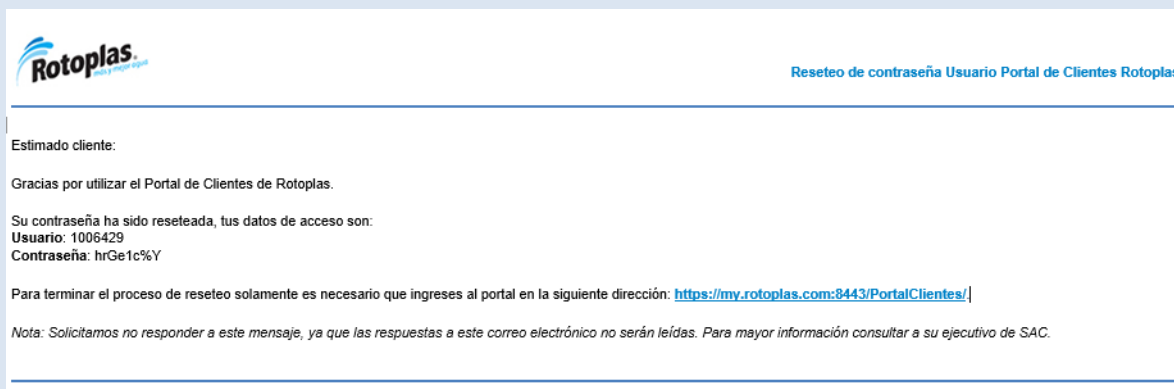 Rotoplas.
más y mejor agua
Reseteo de contraseña Usuario Portal de Clientes Rotoplas
Estimado cliente:
Gracias por utilizar el Portal de Clientes de Rotoplas.
Su contraseña ha sido reseteada, tus datos de acceso son:
Usuario: 1006429
Contraseña: hrGe1c%Y
Para terminar el proceso de reseteo solamente es necesario que ingreses al portal en la siguiente dirección: https://my.rotoplas.com:8443/PortalClientes/.
Nota: Solicitamos no responder a este mensaje, ya que las respuestas a este correo electrónico no serán leídas. Para mayor información consultar a su ejecutivo de SAC.